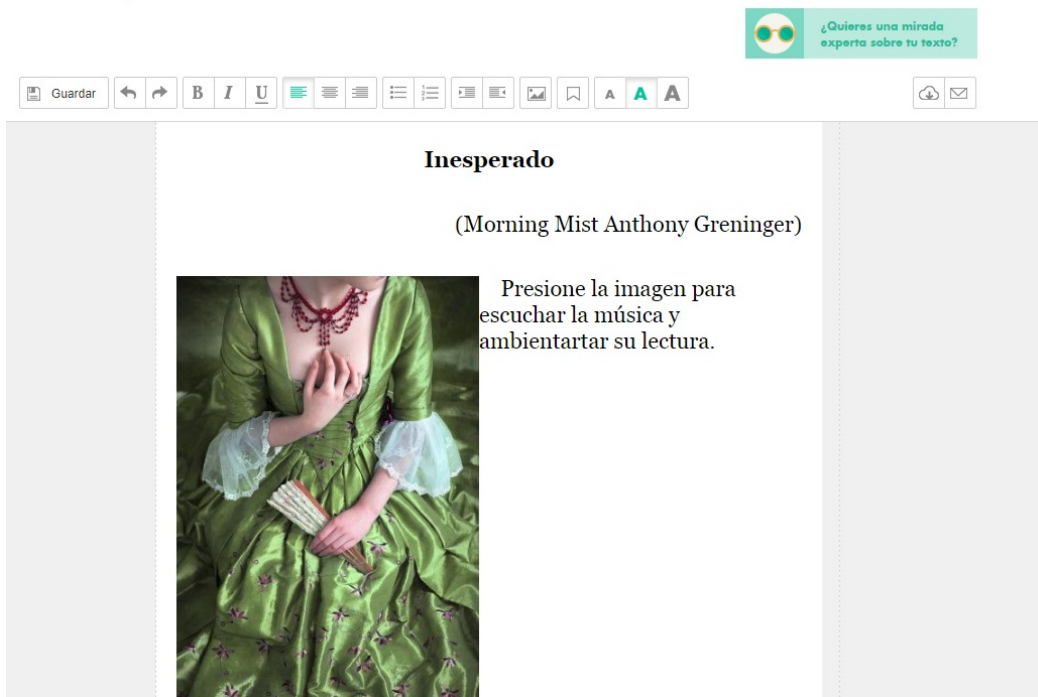 ¿Quieres una mirada
experta sobre tu texto?
Guardar
B I U
A A A
Inesperado
(Morning Mist Anthony Greninger)
Presione la imagen para
escuchar la música y
ambientartar su lectura.